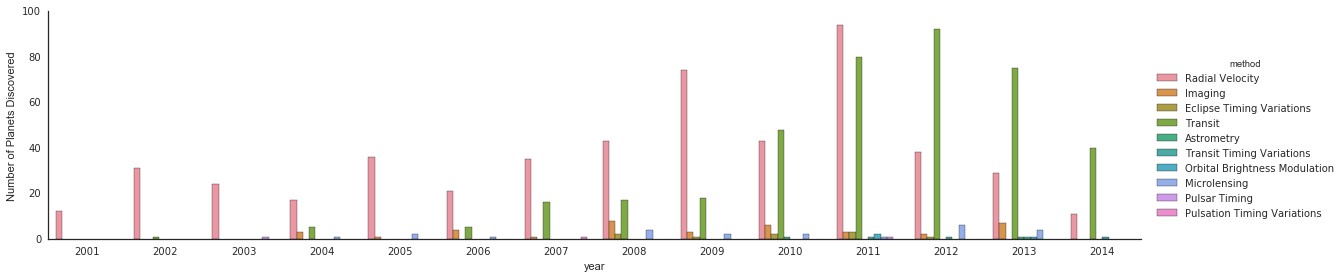 100
80
60
40
20
0
Number of Planets Discovered
2001 2002 2003 2004 2005 2006 2007 2008 2009 2010 2011 2012 2013 2014
year
method
Radial Velocity
Imaging
Eclipse Timing Variations
Transit
Astrometry
Transit Timing Variations
Orbital Brightness Modulation
Microlensing
Pulsar Timing
Pulsation Timing Variations